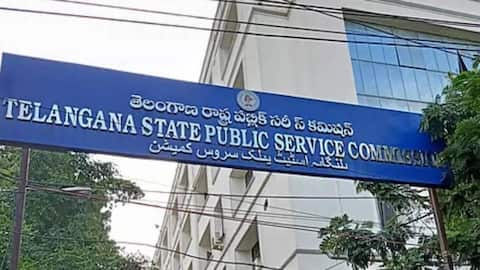 తెలంగాణ రాష్ట్ర పబ్లిక్ సర్వీస్ కమిషన్
TELANGANA STATE PUBLIC SERVICE COMMISSION
تلنگانہ اسٹیٹ پبلک سروس کمیشن